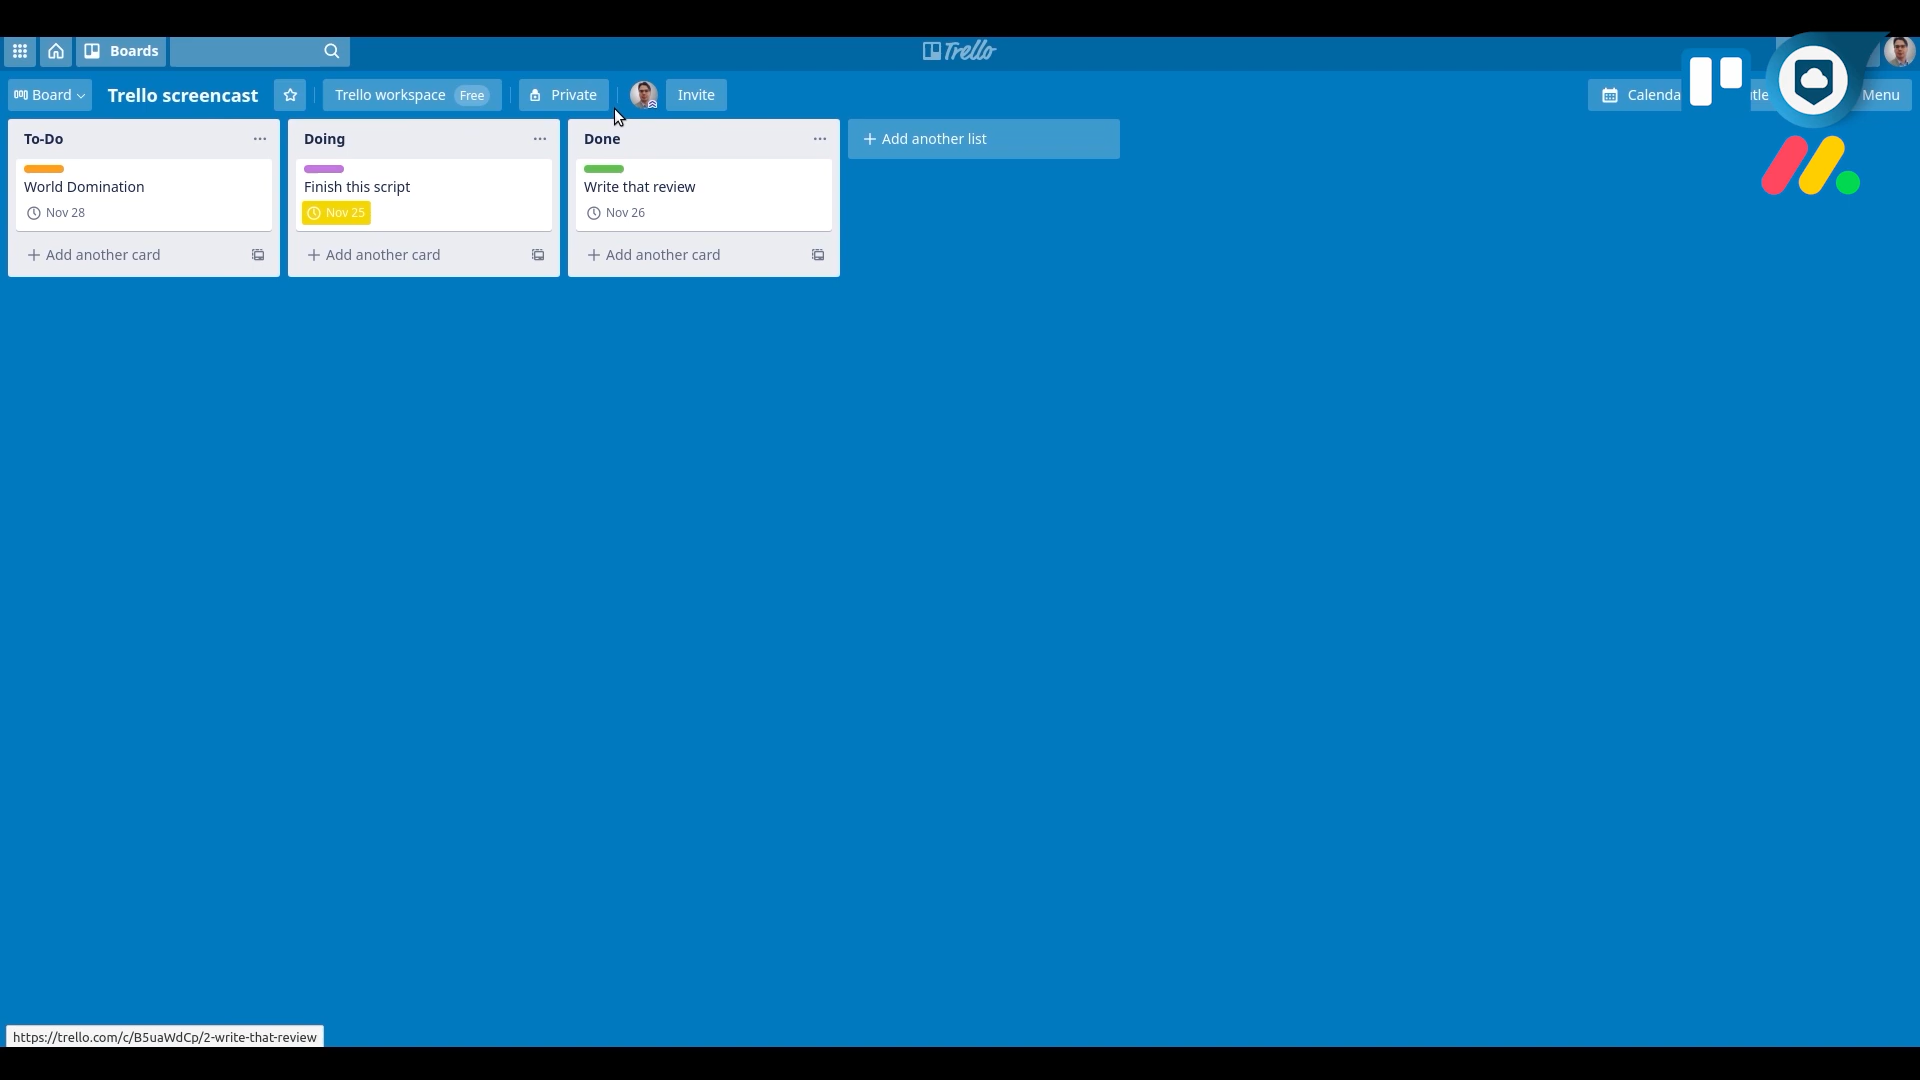 Boards
Trello
Board
Trello screencast
Trello workspace Free
Private
Invite
Menu
To-Do
World Domination
Nov 28
Add another card
Doing
Finish this script
Nov 25
Add another card
Done
Write that review
Nov 26
Add another card
Add another list
https://trello.com/c/B5uaWdCp/2-write-that-review